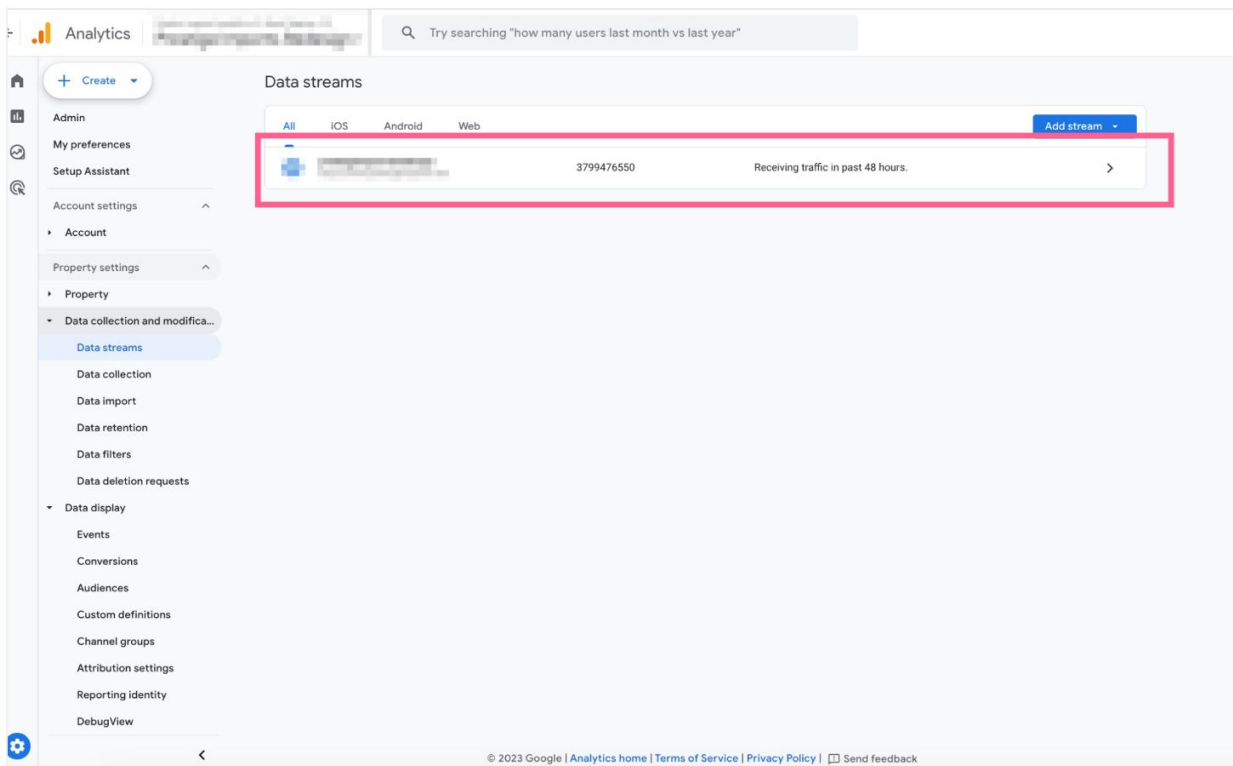 Analytics
Try searching "how many users last month vs last year"
Create
Admin
My preferences
Setup Assistant
Account settings
Account
Property settings
Property
Data collection and modifica...
Data streams
Data collection
Data import
Data retention
Data filters
Data deletion requests
Data display
Events
Conversions
Audiences
Custom definitions
Channel groups
Attribution settings
Reporting identity
DebugView
Data streams
All iOS Android Web Add stream
3799476550 Receiving traffic in past 48 hours.
© 2023 Google | Analytics home | Terms of Service | Privacy Policy | Send feedback